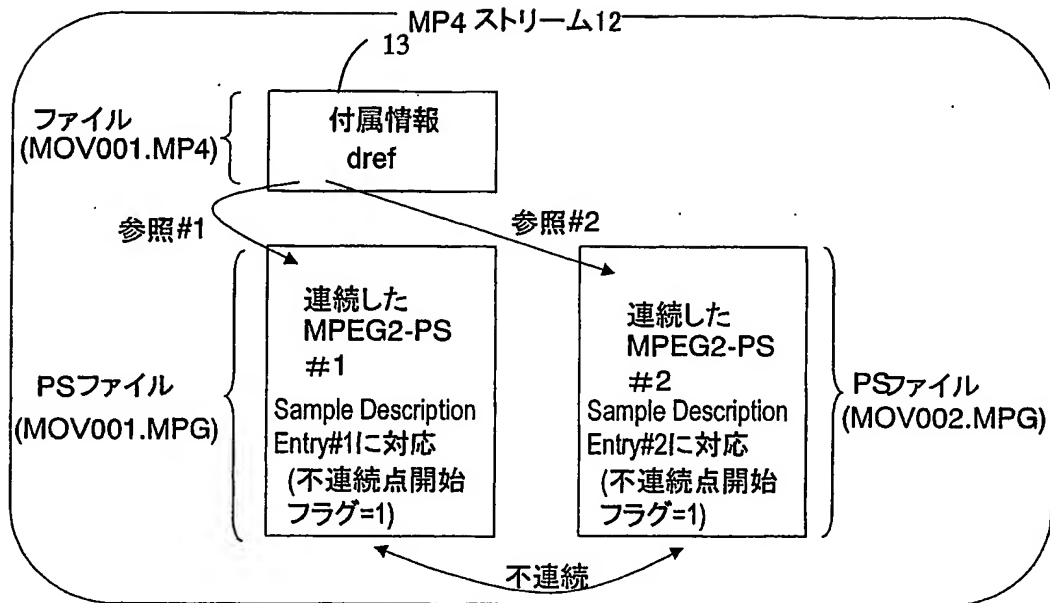 MP4 ストリーム12
13
ファイル
(MOV001.MP4)
付属情報
dref
参照#1
参照#2
PSファイル
(MOV001.MPG)
連続した
MPEG2-PS
#1
Sample Description
Entry#1に対応
(不連続点開始
フラグ=1)
連続した
MPEG2-PS
#2
Sample Description
Entry#2に対応
(不連続点開始
フラグ=1)
PSファイル
(MOV002.MPG)
不連続